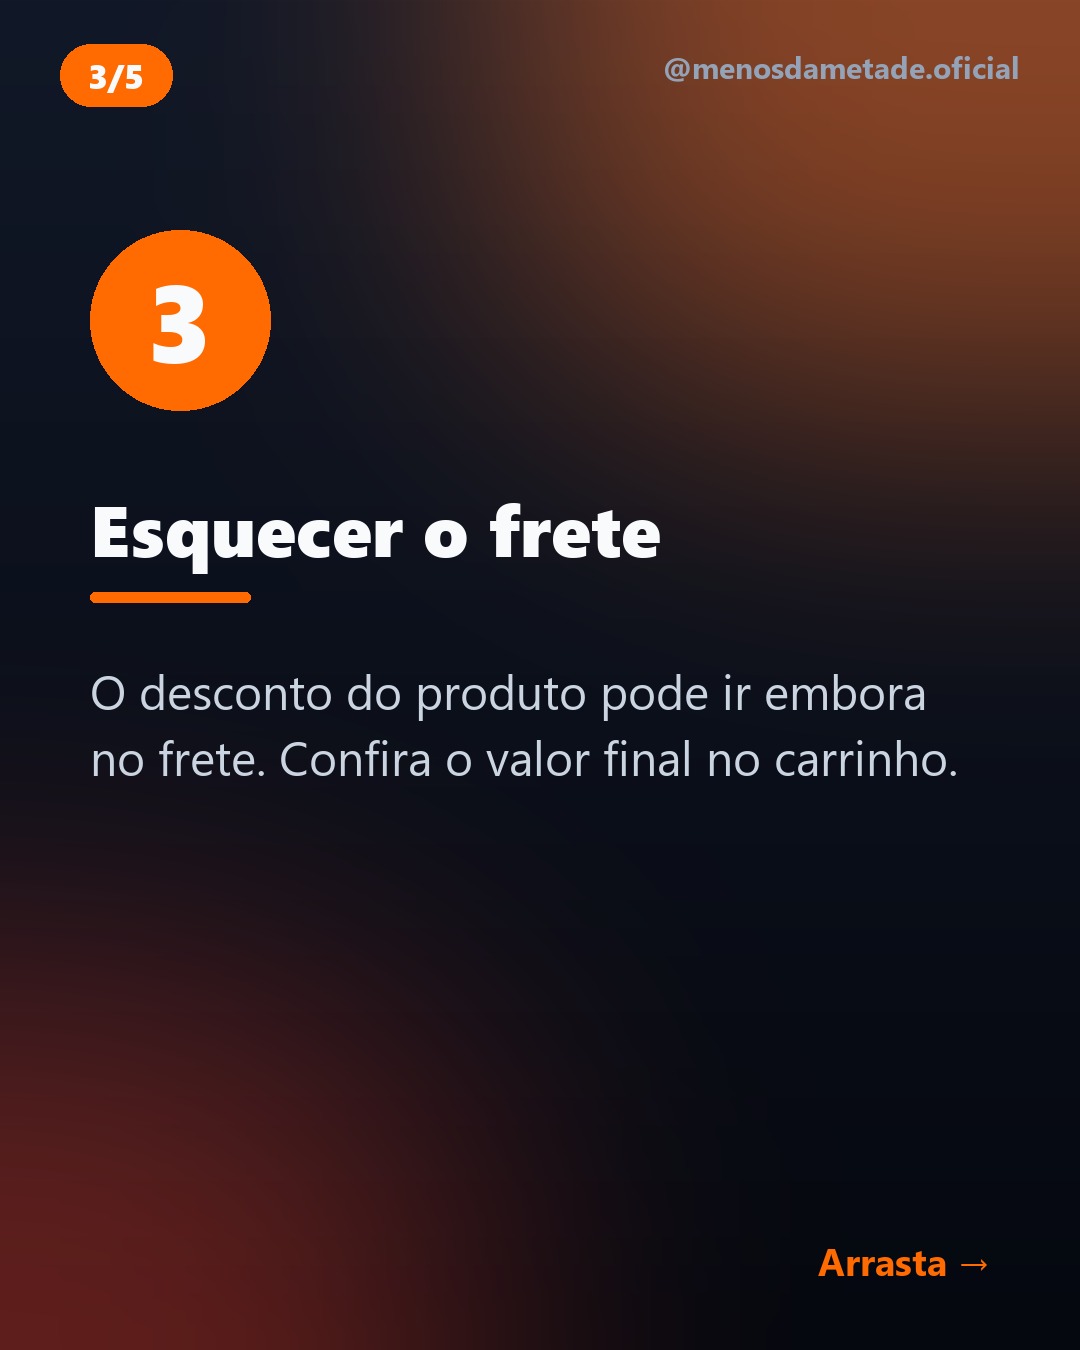 3/5
@menosdametade.oficial
3
Esquecer o frete
O desconto do produto pode ir embora
no frete. Confira o valor final no carrinho.
Arrasta →